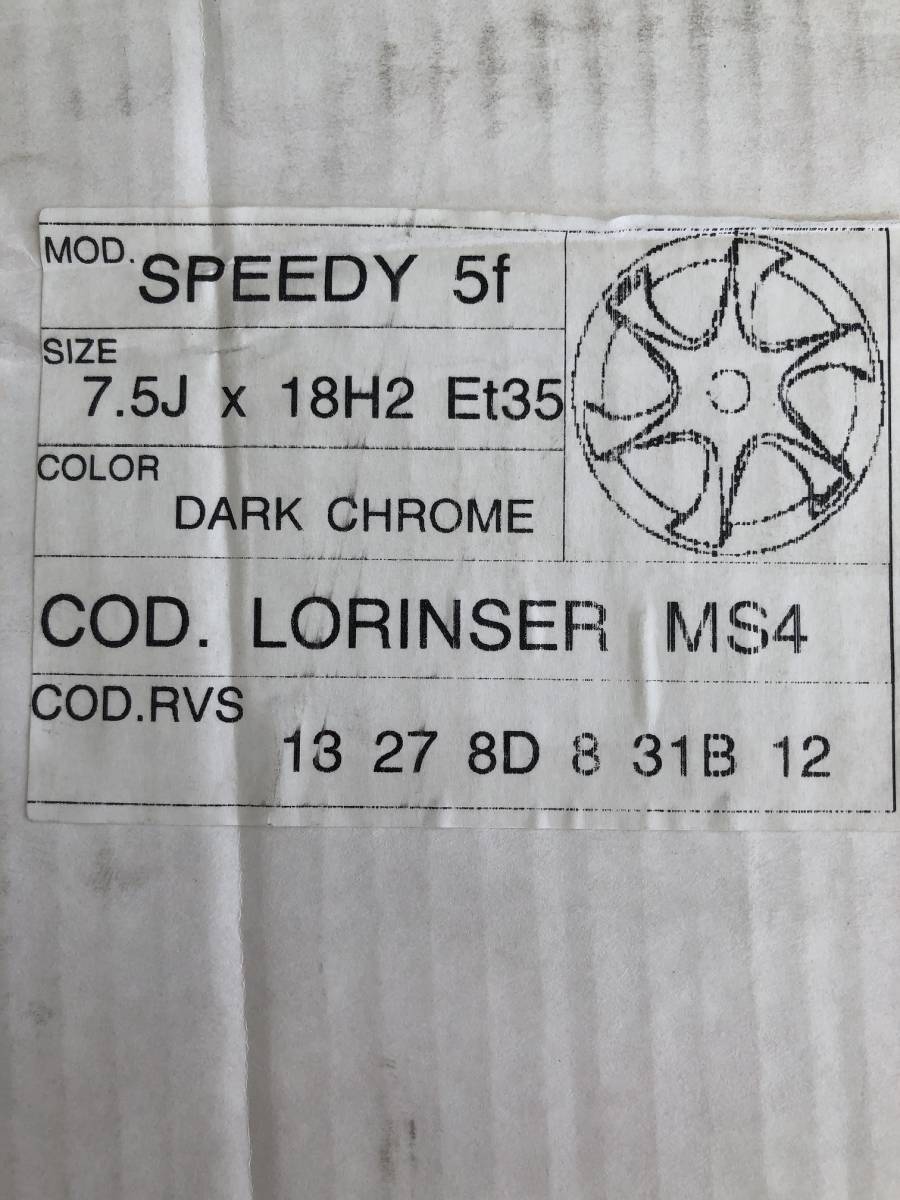 MOD.
SPEEDY 5f
SIZE
7.5J x 18H2 Et35
COLOR
DARK CHROME
COD. LORINSER MS4
COD.RVS
13 27 8D 8 31B 12